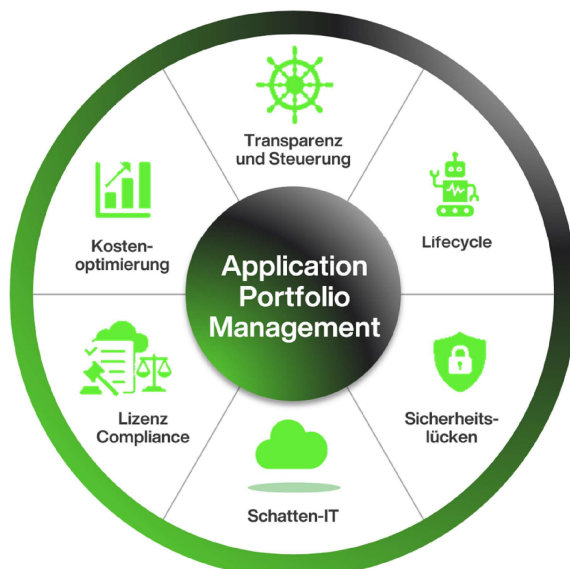 Transparenz
und Steuerung
Lifecycle
Sicherheits-
lücken
Schatten-IT
Lizenz
Compliance
Kosten-
optimierung
Application
Portfolio
Management